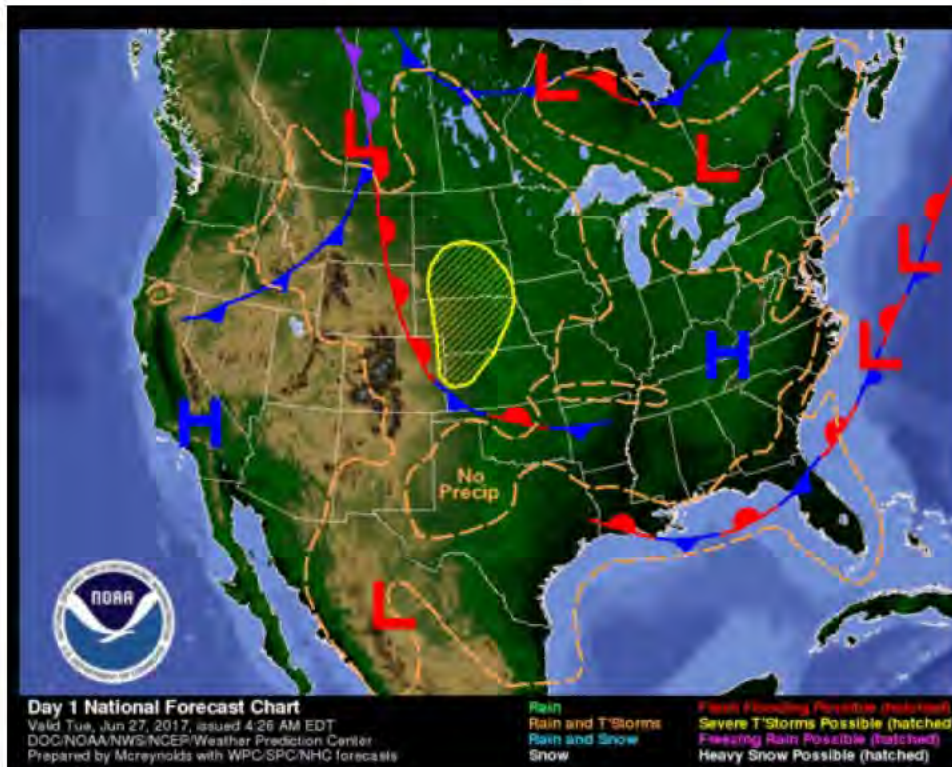 L
L
L
L
L
H
H
No
Precip
L
NOAA
Day 1 National Forecast Chart
Valid Tue, Jun 27, 2017, issued 4:26 AM EDT
DOC/NOAA/NWS/NCEP/Weather Prediction Center
Prepared by Mcreynolds with WPC/SPC/NHC forecasts
Rain
Rain and T'Storms
Rain and Snow
Snow
Flash Flooding Possible (hatched)
Severe T'Storms Possible (hatched)
Freezing Rain Possible (hatched)
Heavy Snow Possible (hatched)